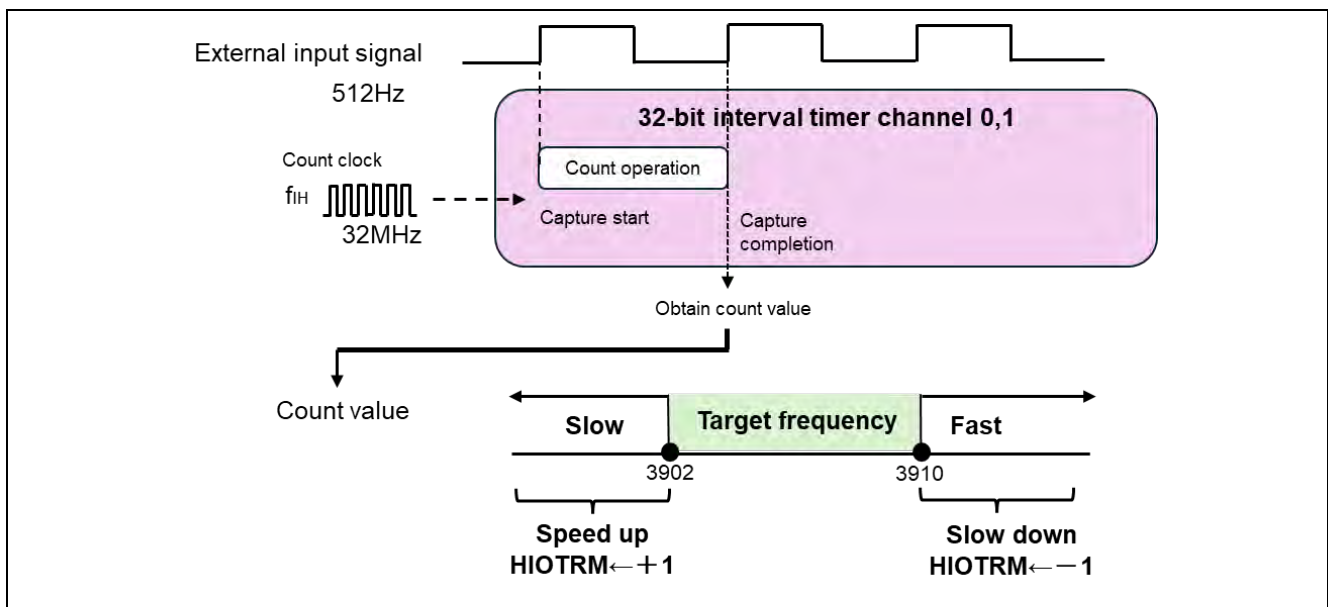 External input signal
512Hz
32-bit interval timer channel 0,1
Count operation
Count clock
fIH
32MHz
Capture start
Capture
completion
Obtain count value
Count value
Slow
Target frequency
Fast
3902
3910
Speed up
HIOTRM←+1
Slow down
HIOTRM←－1